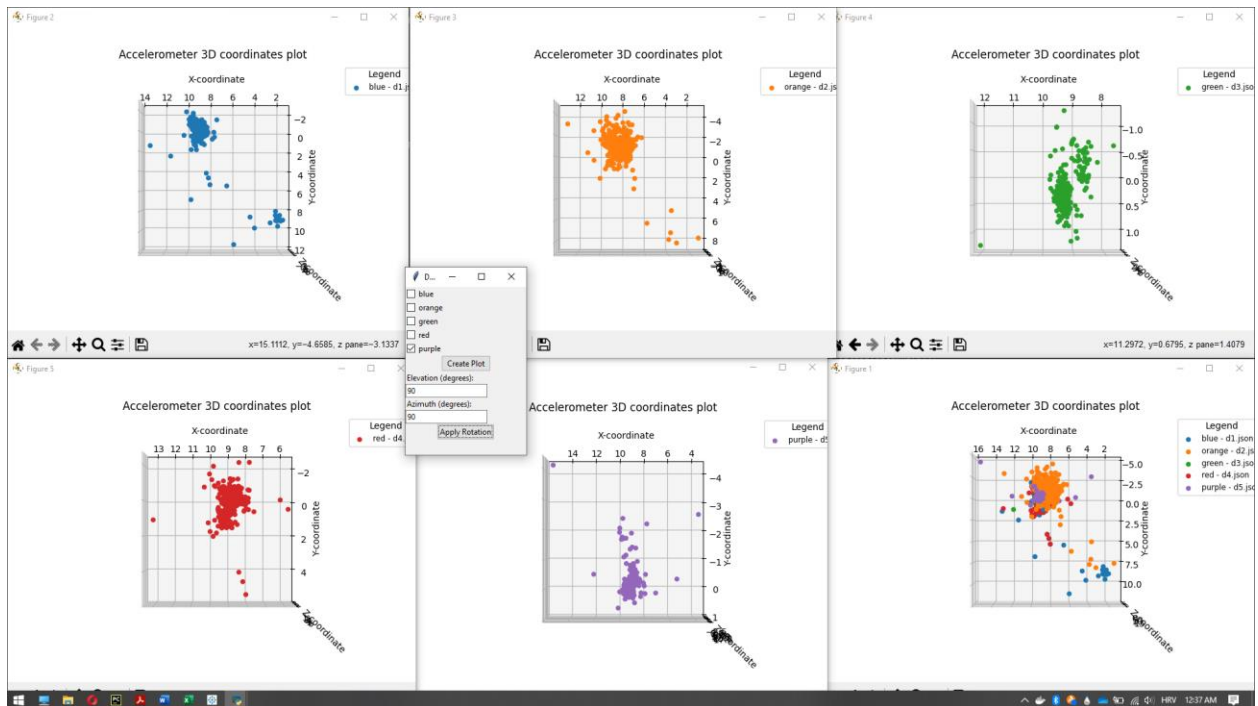 Figure 2
Accelerometer 3D coordinates plot
Legend
blue - d1.js
X-coordinate
14 12 10 8 6 4 2
−2
0
2
4
6
8
10
12
Y-coordinate
Z-coordinate
x=15.1112, y=−4.6585, z pane=−3.1337
Figure 3
Accelerometer 3D coordinates plot
Legend
orange - d2.js
X-coordinate
12 10 8 6 4 2
−4
−2
0
2
4
6
8
Y-coordinate
Z-coordinate
Figure 4
Accelerometer 3D coordinates plot
Legend
green - d3.jso
X-coordinate
12 11 10 9 8
−1.0
−0.5
0.0
0.5
1.0
Y-coordinate
Z-coordinate
x=11.2972, y=0.6795, z pane=1.4079
D...
blue
orange
green
red
purple
Create Plot
Elevation (degrees):
90
Azimuth (degrees):
90
Apply Rotation
Figure 5
Accelerometer 3D coordinates plot
Legend
red - d4.
X-coordinate
13 12 11 10 9 8 7 6
−2
0
2
4
Y-coordinate
Z-coordinate
Accelerometer 3D coordinates plot
Legend
purple - d5
X-coordinate
14 12 10 8 6 4
−4
−3
−2
−1
0
1
Y-coordinate
Z-coordinate
Figure 1
Accelerometer 3D coordinates plot
Legend
blue - d1.json
orange - d2.js
green - d3.jso
red - d4.json
purple - d5.jso
X-coordinate
16 14 12 10 8 6 4 2
−5.0
−2.5
0.0
2.5
5.0
7.5
10.0
Y-coordinate
Z-coordinate
HRV 12:37 AM